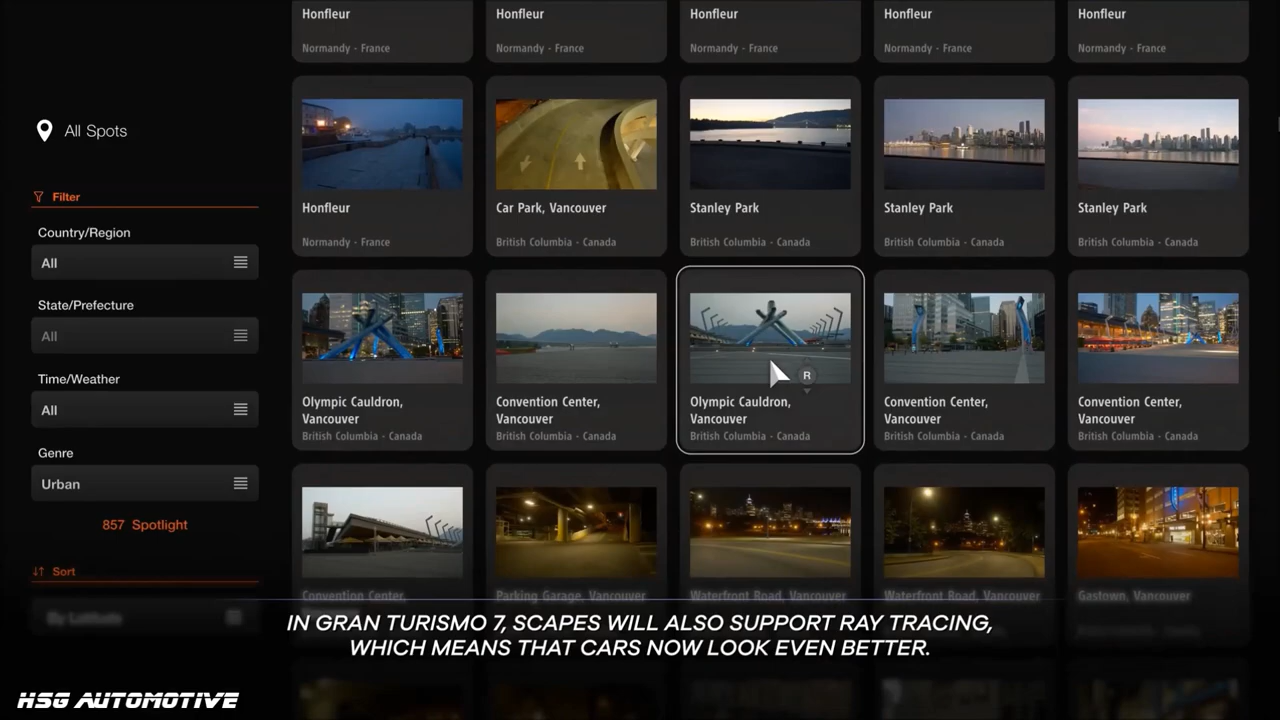 Honfleur
Normandy - France
Honfleur
Normandy - France
Honfleur
Normandy - France
Honfleur
Normandy - France
Honfleur
Normandy - France
All Spots
Filter
Country/Region
All
State/Prefecture
All
Time/Weather
All
Genre
Urban
857 Spotlight
Sort
By Latitude
Honfleur
Normandy - France
Car Park, Vancouver
British Columbia - Canada
Stanley Park
British Columbia - Canada
Stanley Park
British Columbia - Canada
Stanley Park
British Columbia - Canada
Olympic Cauldron,
Vancouver
British Columbia - Canada
Convention Center,
Vancouver
British Columbia - Canada
R
Olympic Cauldron,
Vancouver
British Columbia - Canada
Convention Center,
Vancouver
British Columbia - Canada
Convention Center,
Vancouver
British Columbia - Canada
Convention Center,
Parking Garage, Vancouver
Waterfront Road, Vancouver
Waterfront Road, Vancouver
Gastown, Vancouver
IN GRAN TURISMO 7, SCAPES WILL ALSO SUPPORT RAY TRACING,
WHICH MEANS THAT CARS NOW LOOK EVEN BETTER.
HSG AUTOMOTIVE